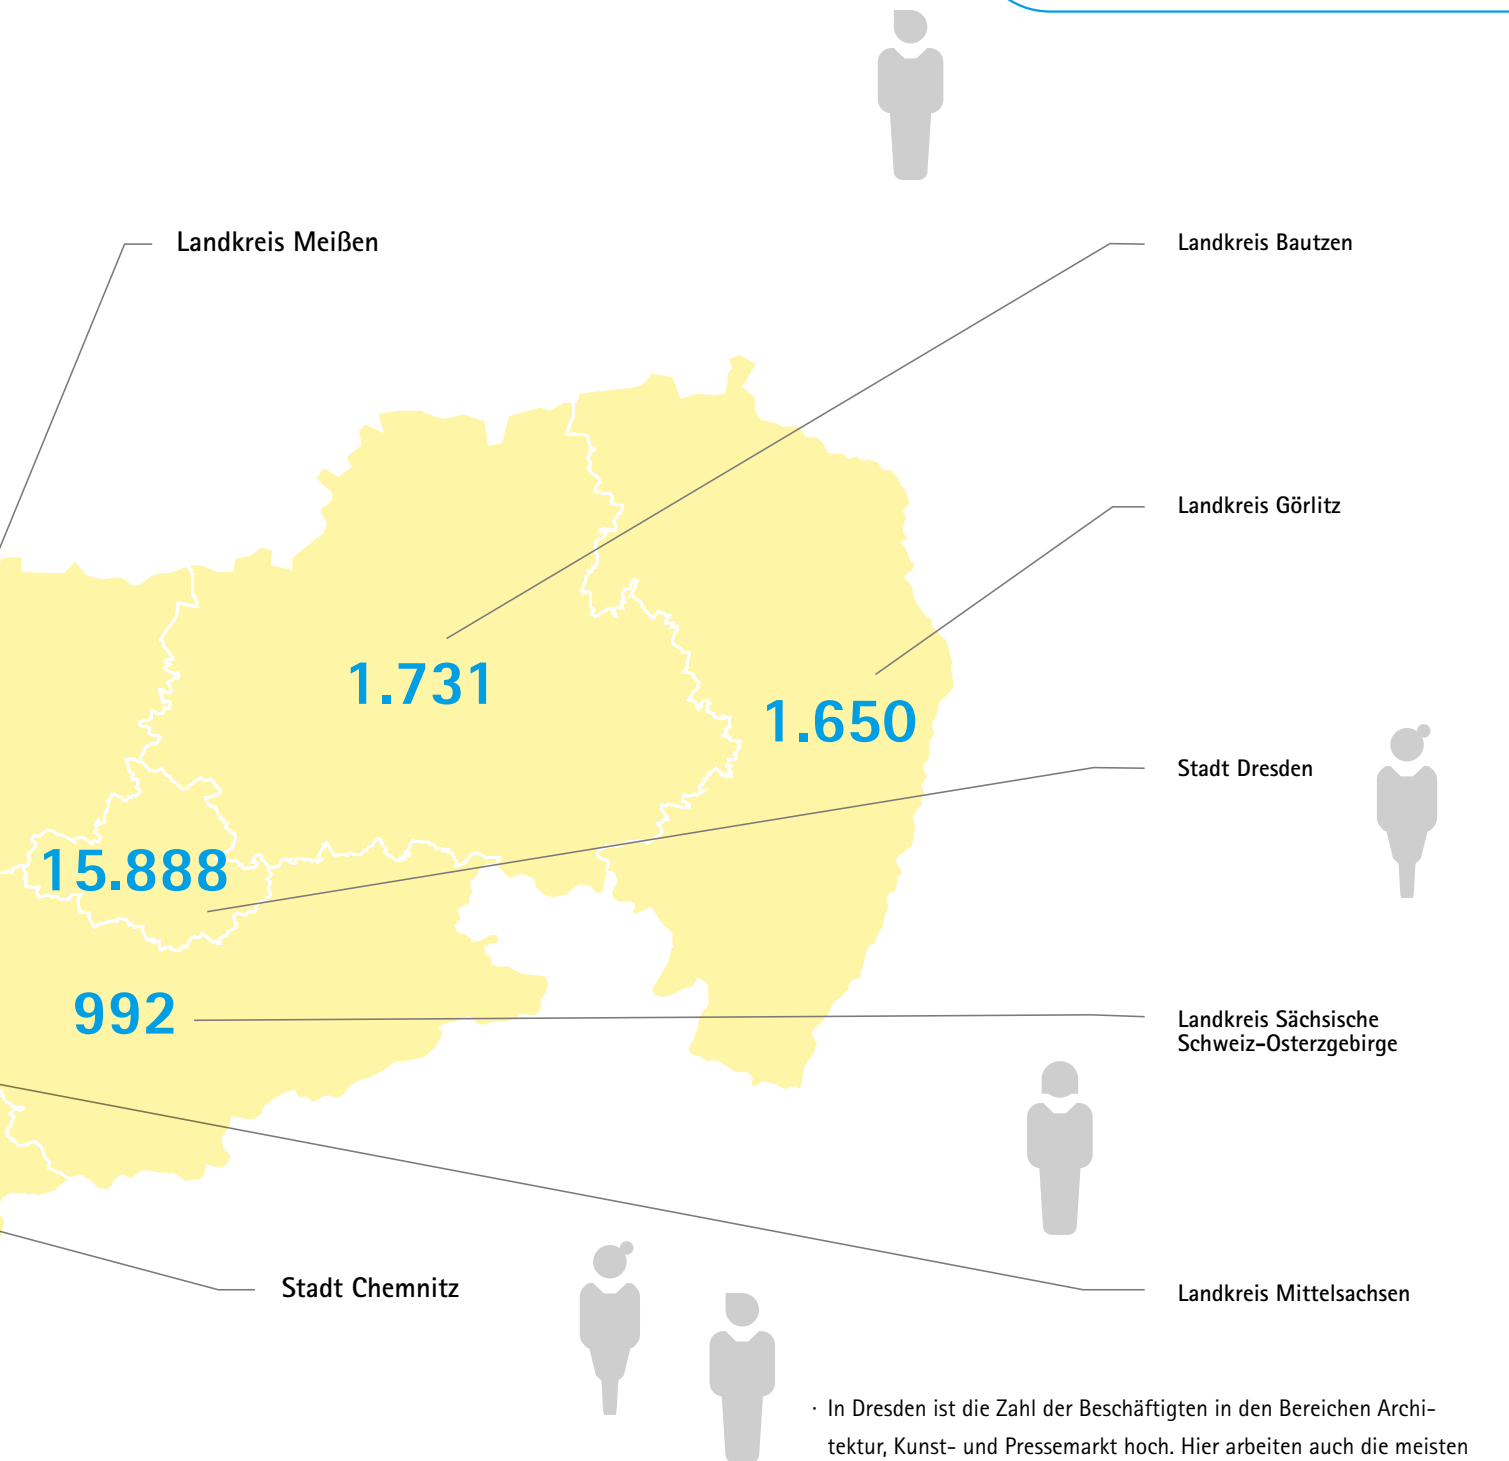 Landkreis Meißen
Landkreis Bautzen
Landkreis Görlitz
1.731
1.650
Stadt Dresden
15.888
992
Landkreis Sächsische
Schweiz-Osterzgebirge
Stadt Chemnitz
Landkreis Mittelsachsen
· In Dresden ist die Zahl der Beschäftigten in den Bereichen Archi-
tektur, Kunst- und Pressemarkt hoch. Hier arbeiten auch die meisten